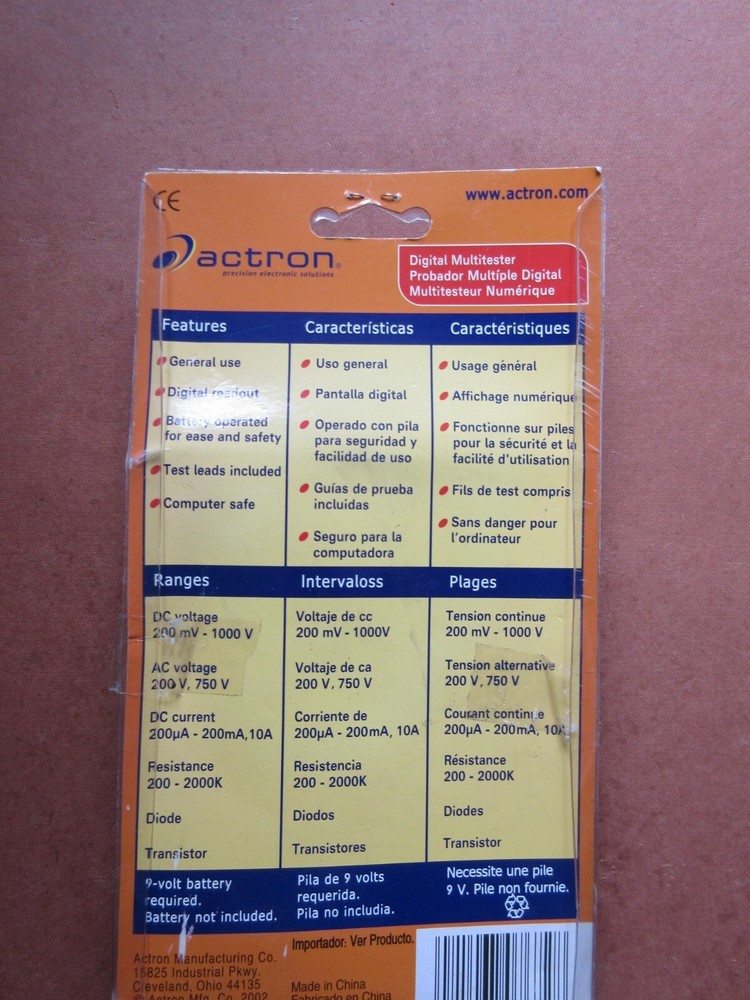 CE
www.actron.com
actron®
precision electronic solutions
Digital Multitester
Probador Multíple Digital
Multitesteur Numérique
Features
General use
Digital readout
Battery operated
for ease and safety
Test leads included
Computer safe
Características
Uso general
Pantalla digital
Operado con pila
para seguridad y
facilidad de uso
Guías de prueba
incluidas
Seguro para la
computadora
Caractéristiques
Usage général
Affichage numérique
Fonctionne sur piles
pour la sécurité et la
facilité d'utilisation
Fils de test compris
Sans danger pour
l'ordinateur
Ranges
DC voltage
200 mV - 1000 V
AC voltage
200 V, 750 V
DC current
200µA - 200mA,10A
Resistance
200 - 2000K
Diode
Transistor
Intervaloss
Voltaje de cc
200 mV - 1000V
Voltaje de ca
200 V, 750 V
Corriente de
200µA - 200mA, 10A
Resistencia
200 - 2000K
Diodos
Transistores
Plages
Tension continue
200 mV - 1000 V
Tension alternative
200 V, 750 V
Courant continue
200µA - 200mA, 10A
Résistance
200 - 2000K
Diodes
Transistor
9-volt battery
required.
Battery not included.
Pila de 9 volts
requerida.
Pila no includia.
Necessite une pile
9 V. Pile non fournie.
Actron Manufacturing Co.
15825 Industrial Pkwy.
Cleveland, Ohio 44135
© Actron Mfg. Co. 2002
Importador: Ver Producto.
Made in China
Fabricado en China